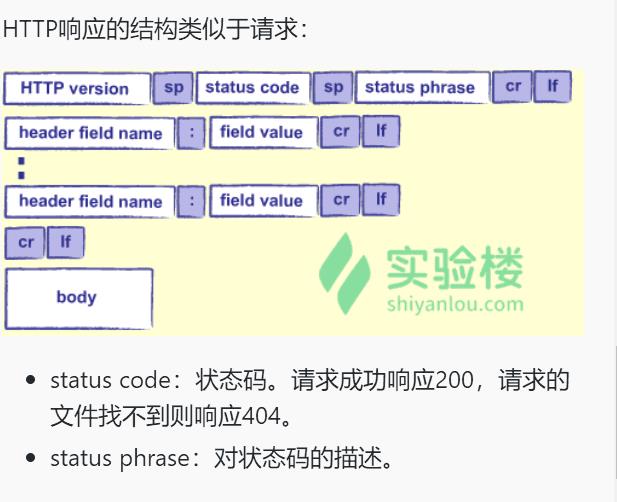 HTTP响应的结构类似于请求：
HTTP version sp status code sp status phrase cr lf
header field name : field value cr lf
:
header field name : field value cr lf
cr lf
body
实验楼
shiyanlou.com
• status code：状态码。请求成功响应200，请求的
文件找不到则响应404。
• status phrase：对状态码的描述。